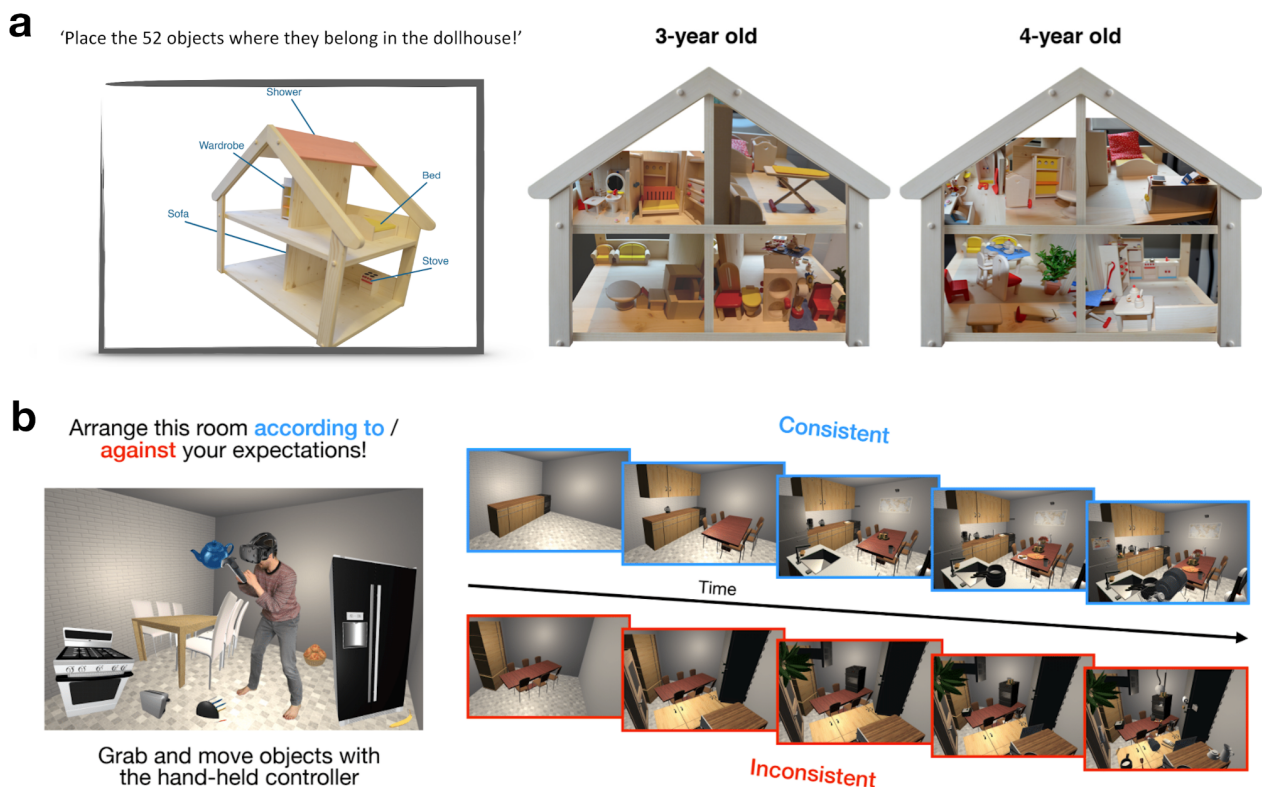 a
'Place the 52 objects where they belong in the dollhouse!'
Shower
Wardrobe
Bed
Sofa
Stove
3-year old
4-year old
b
Arrange this room according to /
against your expectations!
Grab and move objects with
the hand-held controller
Consistent
Time
Inconsistent